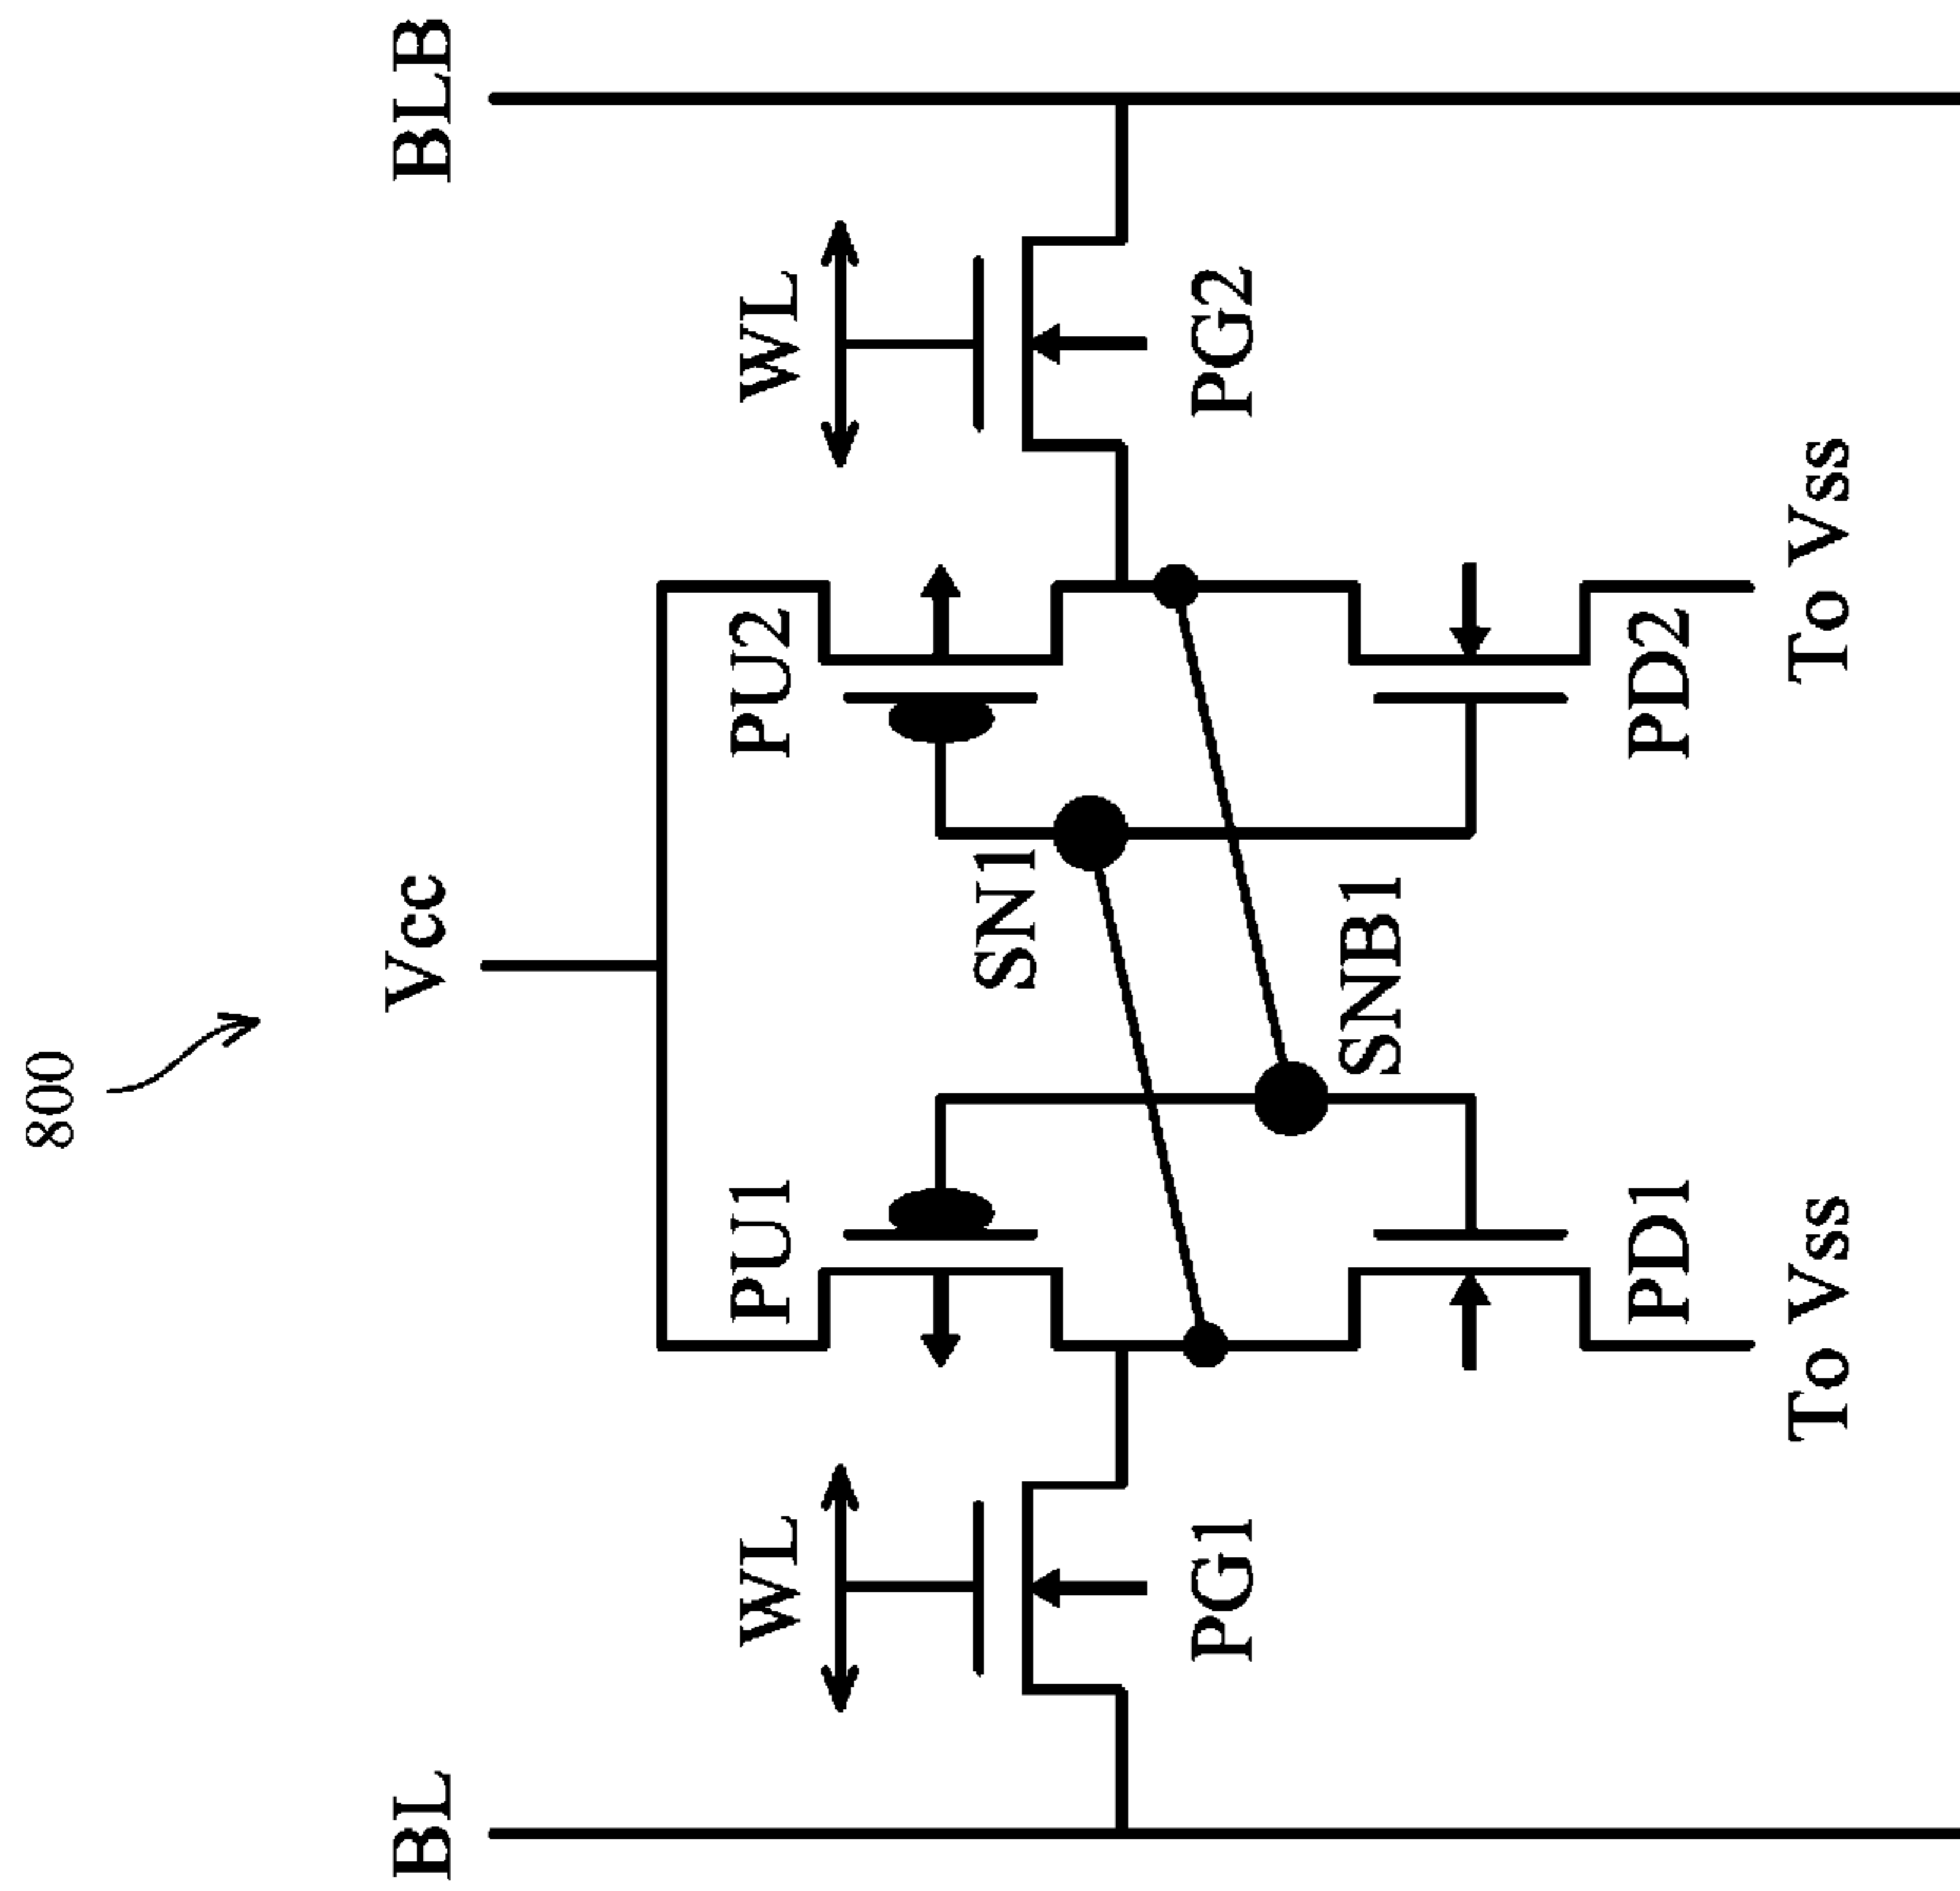 800
Vcc
BL
BLB
WL
PU1
PU2
WL
SN1
PG1
PG2
SNB1
PD1
PD2
To Vss
To Vss